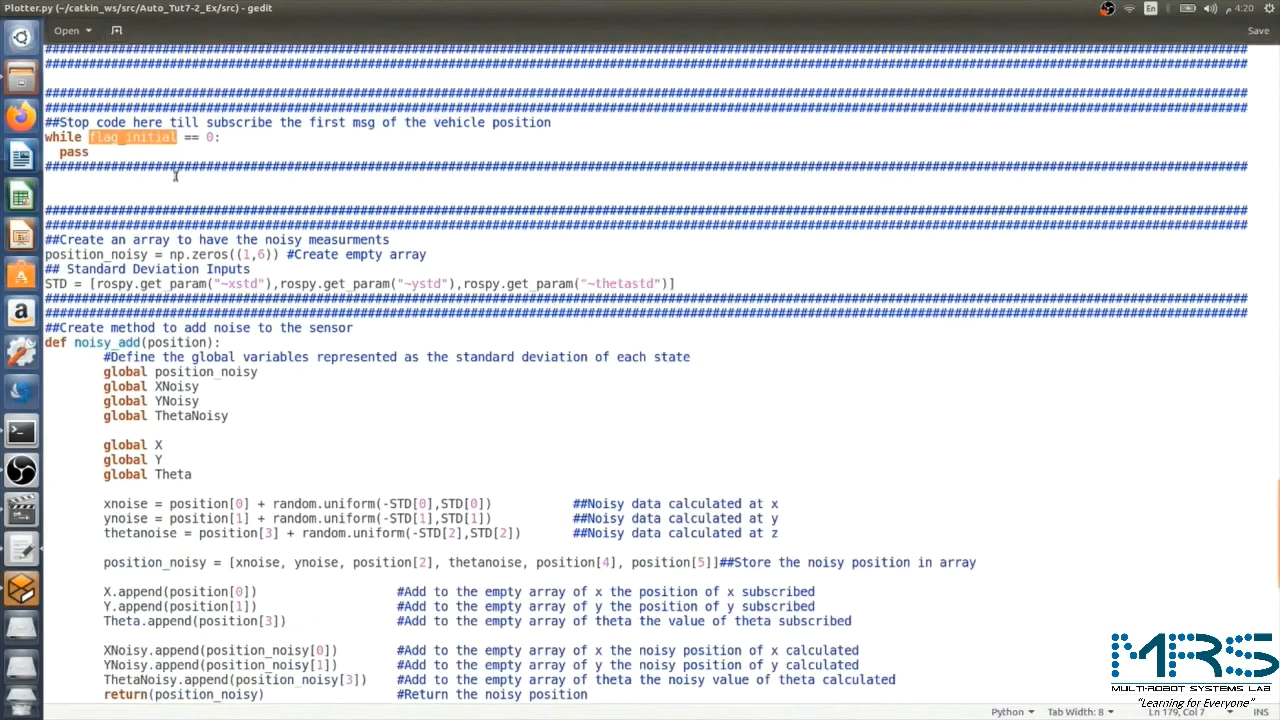 Plotter.py (~/catkin_ws/src/Auto_Tut7-2_Ex/src) - gedit
En
4:20 م
Open
Save
##Stop code here till subscribe the first msg of the vehicle position
while flag_initial == 0:
pass
##Create an array to have the noisy measurments
position_noisy = np.zeros((1,6)) #Create empty array
## Standard Deviation Inputs
STD = [rospy.get_param("~xstd"),rospy.get_param("~ystd"),rospy.get_param("~thetastd")]
##Create method to add noise to the sensor
def noisy_add(position):
#Define the global variables represented as the standard deviation of each state
global position_noisy
global XNoisy
global YNoisy
global ThetaNoisy
global X
global Y
global Theta
xnoise = position[0] + random.uniform(-STD[0],STD[0]) ##Noisy data calculated at x
ynoise = position[1] + random.uniform(-STD[1],STD[1]) ##Noisy data calculated at y
thetanoise = position[3] + random.uniform(-STD[2],STD[2]) ##Noisy data calculated at z
position_noisy = [xnoise, ynoise, position[2], thetanoise, position[4], position[5]]##Store the noisy position in array
X.append(position[0]) #Add to the empty array of x the position of x subscribed
Y.append(position[1]) #Add to the empty array of y the position of y subscribed
Theta.append(position[3]) #Add to the empty array of theta the value of theta subscribed
XNoisy.append(position_noisy[0]) #Add to the empty array of x the noisy position of x calculated
YNoisy.append(position_noisy[1]) #Add to the empty array of y the noisy position of y calculated
ThetaNoisy.append(position_noisy[3]) #Add to the empty array of theta the noisy value of theta calculated
return(position_noisy) #Return the noisy position
MRS
MULTI-ROBOT SYSTEMS LAB
"Learning for Everyone"
Python
Tab Width: 8
Ln 179, Col 7
INS